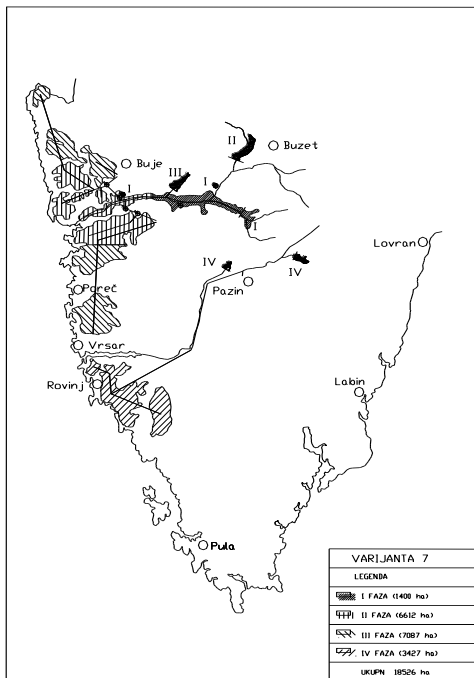 II
Buzet
Buje
III
I
I
I
Lovran
IV
IV
Poreč
Pazin
Vrsar
Rovinj
Labin
Pula
VARIJANTA 7
LEGENDA
I FAZA (1400 ha)
II FAZA (6612 ha)
III FAZA (7087 ha)
IV FAZA (3427 ha)
UKUPN 18526 ha